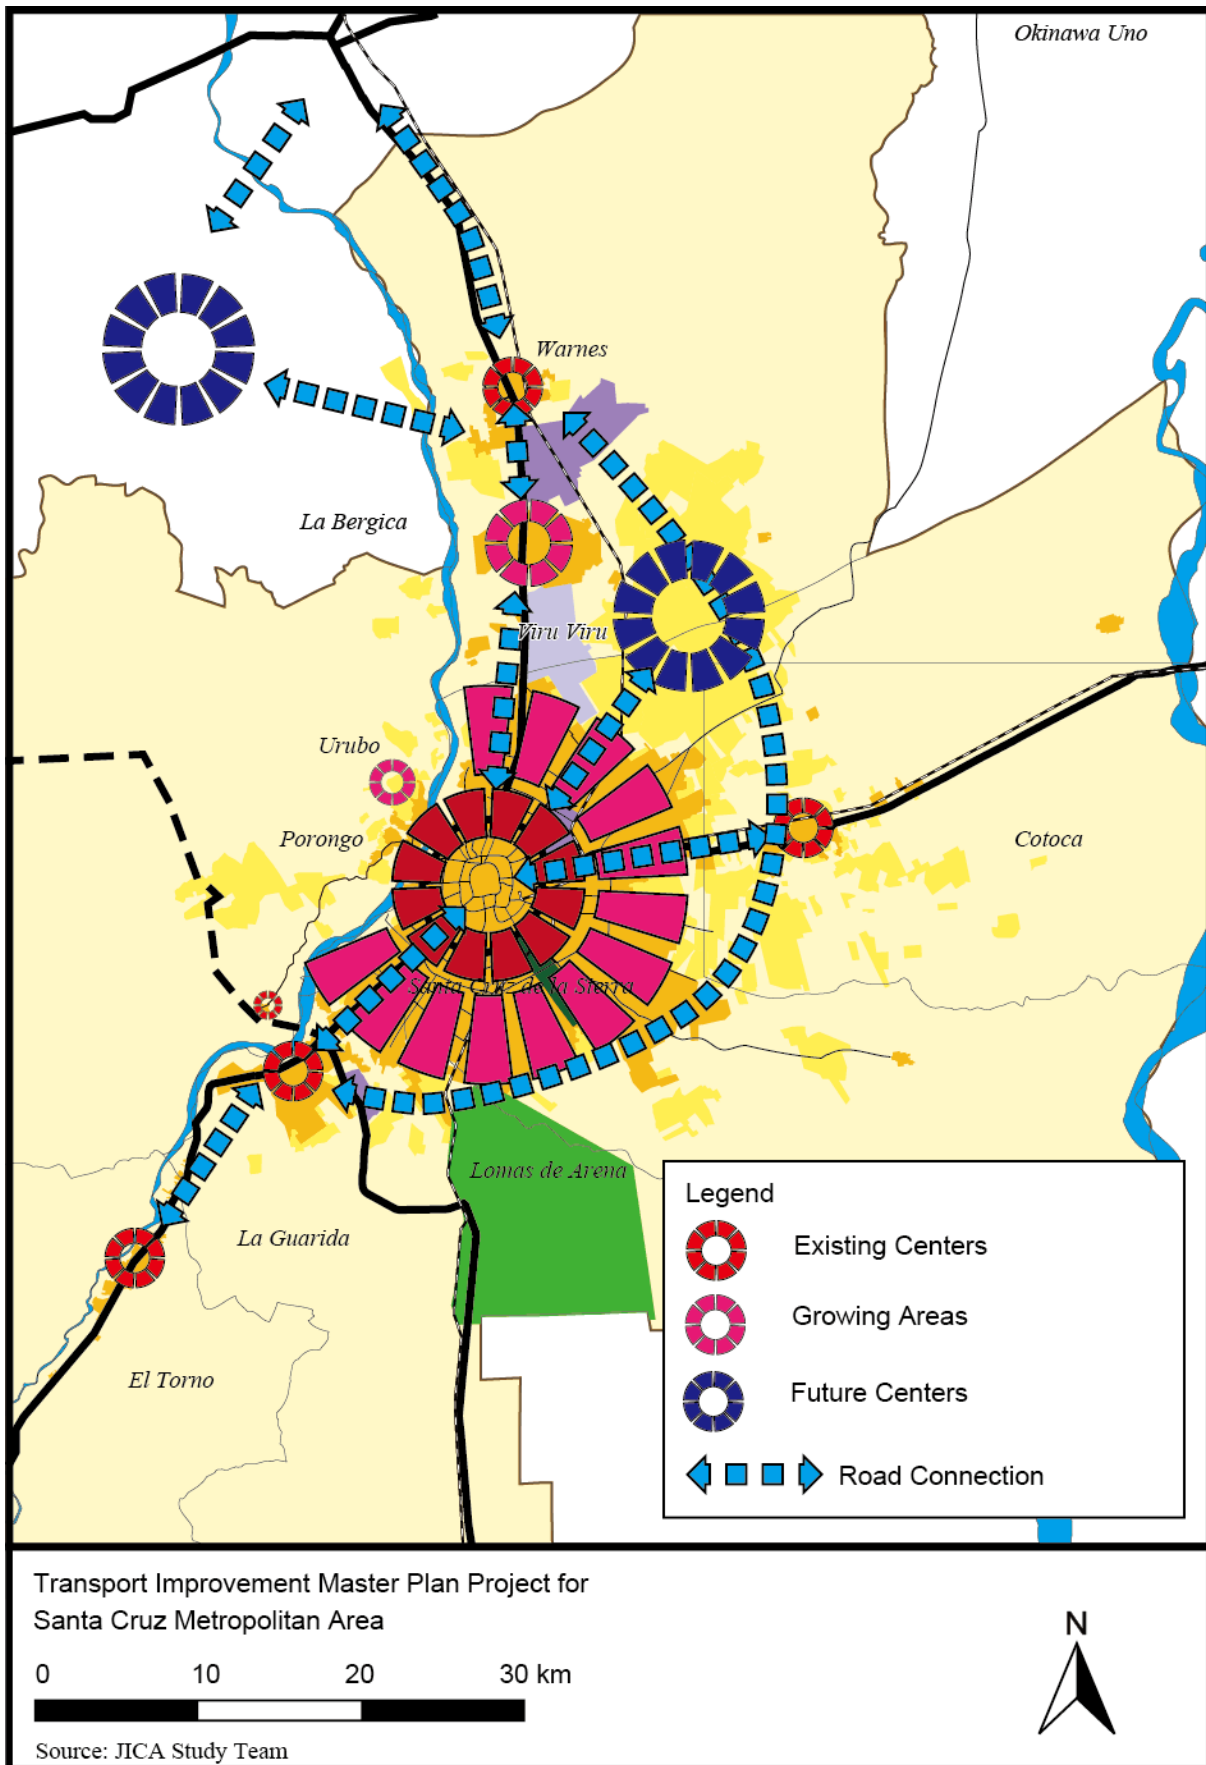 Okinawa Uno
Warnes
La Bergica
Viru Viru
Urubo
Porongo
Cotoca
Santa Cruz de la Sierra
Lomas de Arena
La Guarida
El Torno
Legend
Existing Centers
Growing Areas
Future Centers
Road Connection
Transport Improvement Master Plan Project for
Santa Cruz Metropolitan Area
0 10 20 30 km
N
Source: JICA Study Team